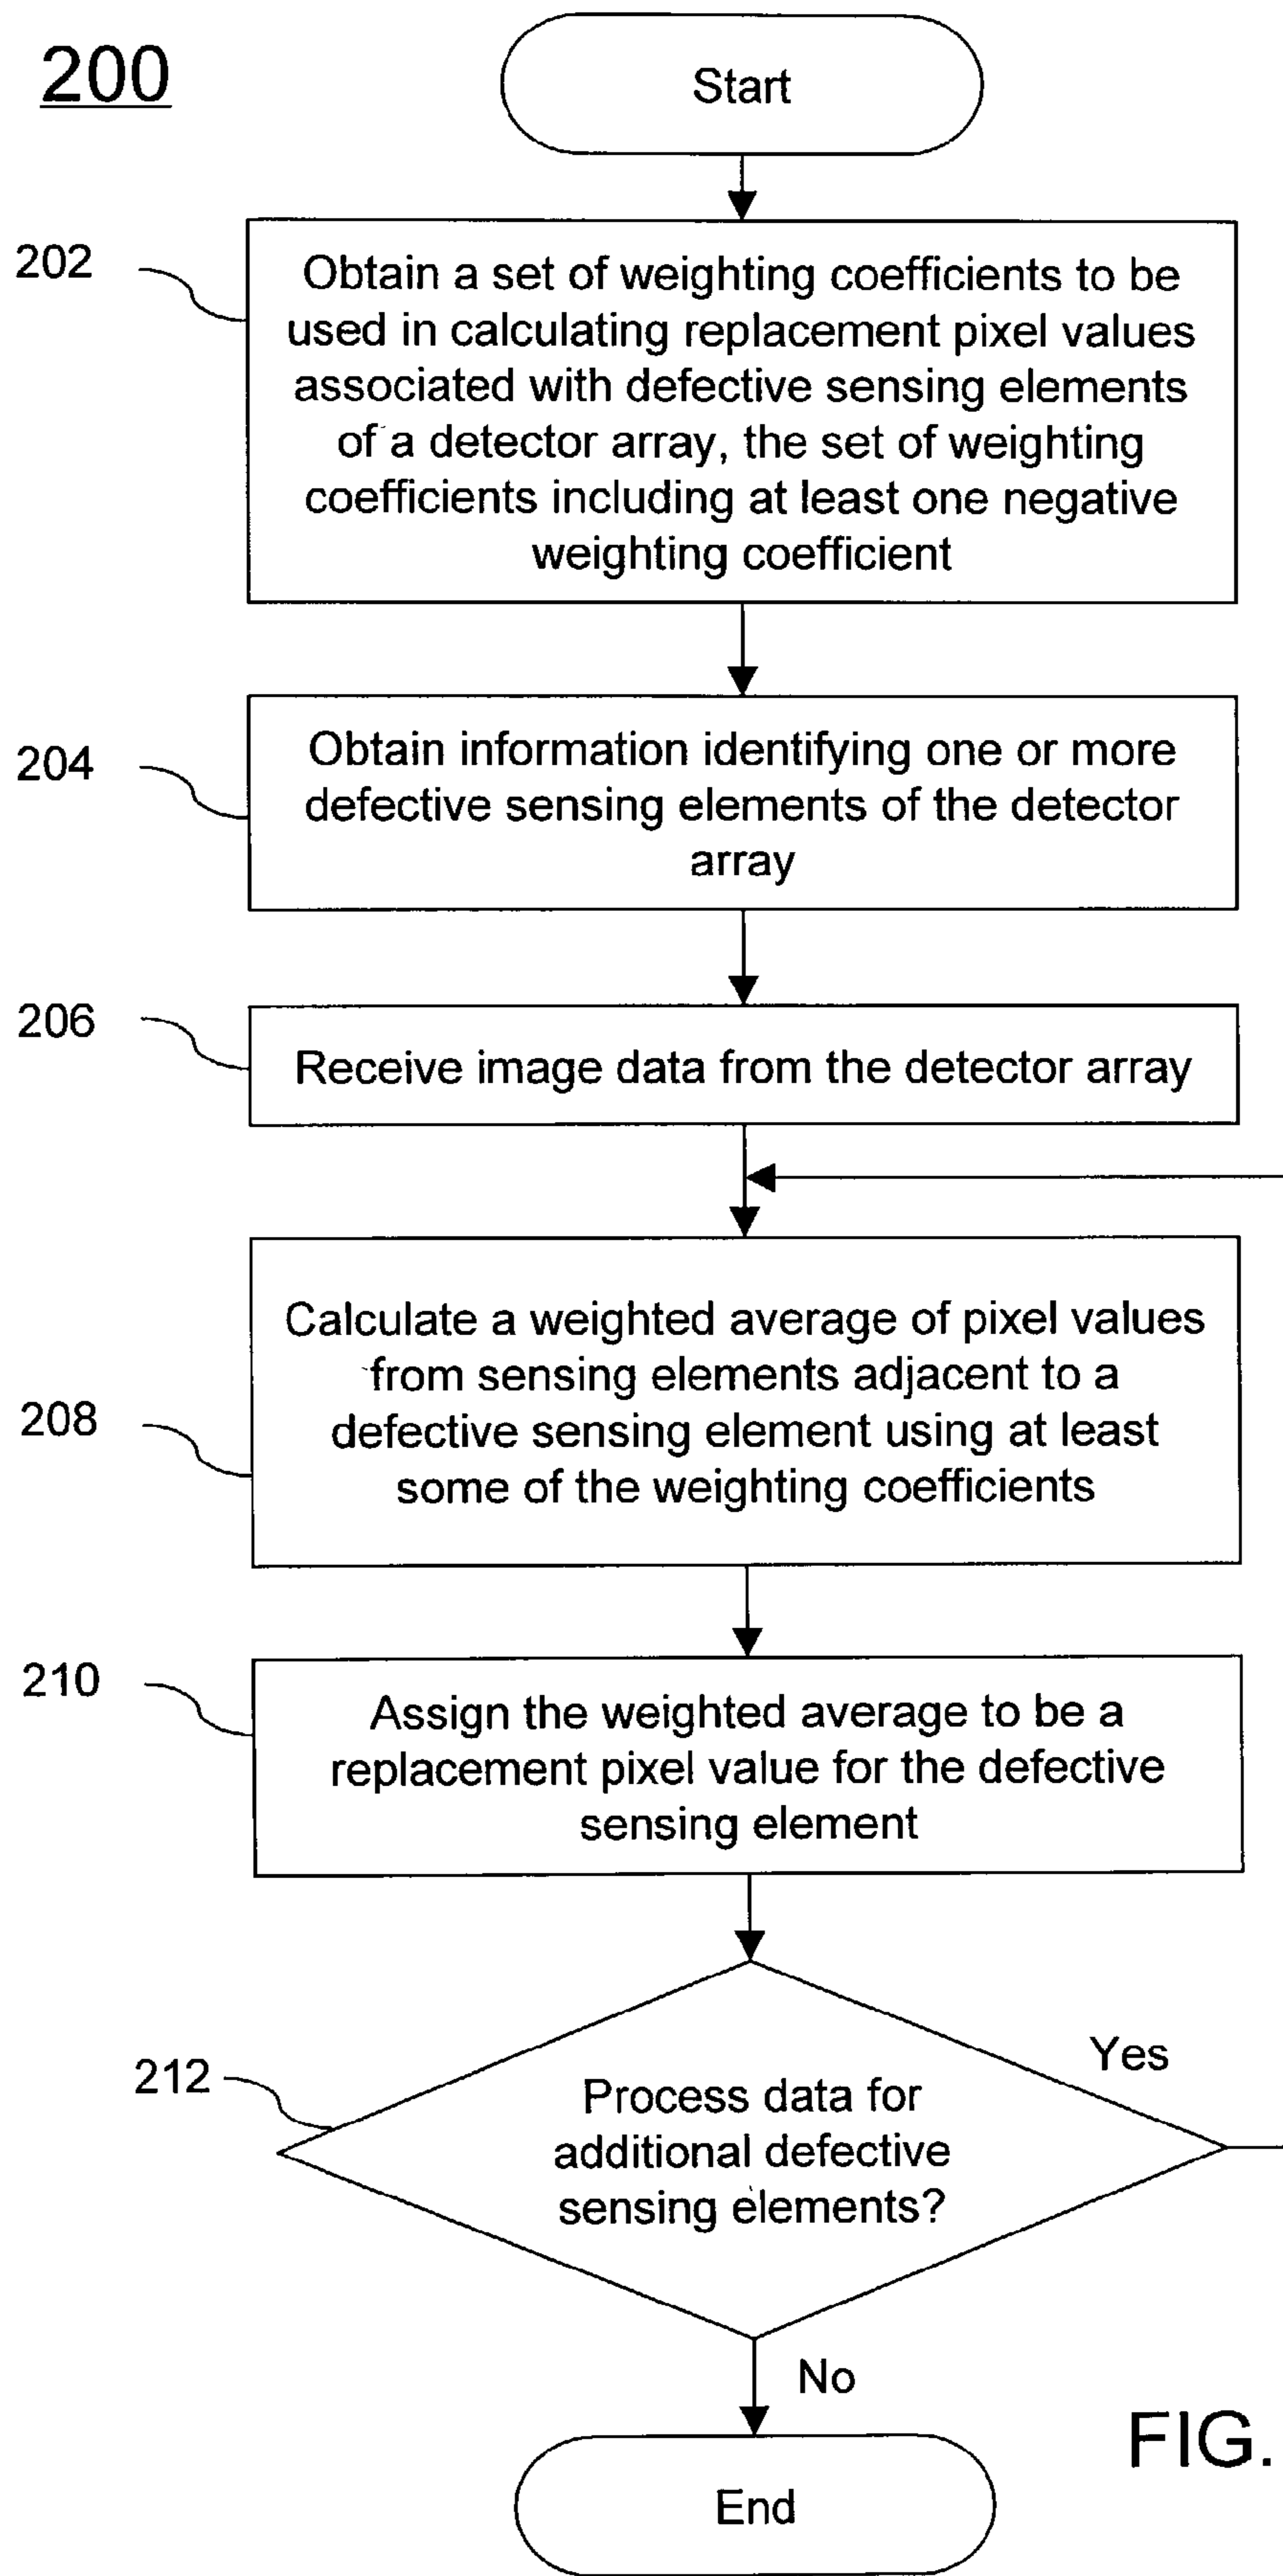 200
Start
202
Obtain a set of weighting coefficients to be
used in calculating replacement pixel values
associated with defective sensing elements
of a detector array, the set of weighting
coefficients including at least one negative
weighting coefficient
204
Obtain information identifying one or more
defective sensing elements of the detector
array
206
Receive image data from the detector array
208
Calculate a weighted average of pixel values
from sensing elements adjacent to a
defective sensing element using at least
some of the weighting coefficients
210
Assign the weighted average to be a
replacement pixel value for the defective
sensing element
212
Process data for
additional defective
sensing elements?
Yes
No
End
FIG.